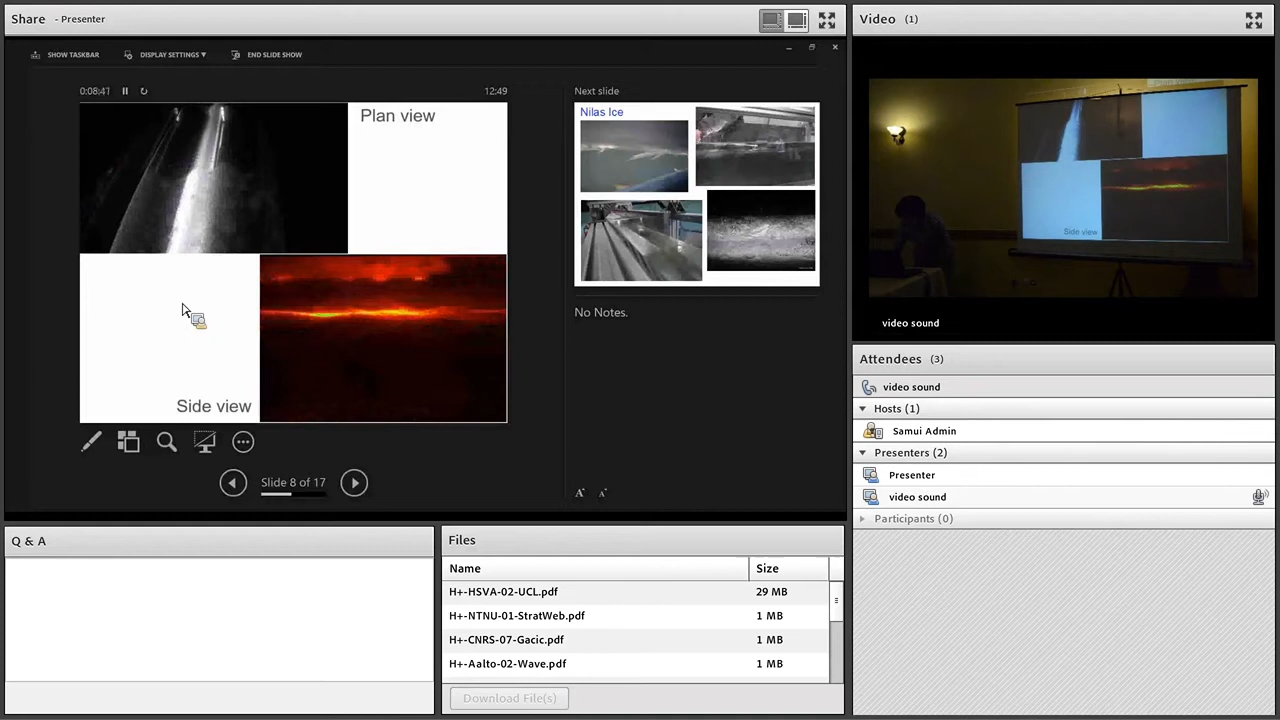 Share - Presenter
SHOW TASKBAR DISPLAY SETTINGS ▼ END SLIDE SHOW
0:08:47 12:49
Plan view
Side view
Slide 8 of 17
Next slide
Nilas Ice
No Notes.
A A
Video (1)
Side view
video sound
Attendees (3)
video sound
Hosts (1)
Samui Admin
Presenters (2)
Presenter
video sound
Participants (0)
Q & A
Files
Name Size
H+-HSVA-02-UCL.pdf 29 MB
H+-NTNU-01-StratWeb.pdf 1 MB
H+-CNRS-07-Gacic.pdf 1 MB
H+-Aalto-02-Wave.pdf 1 MB
Download File(s)